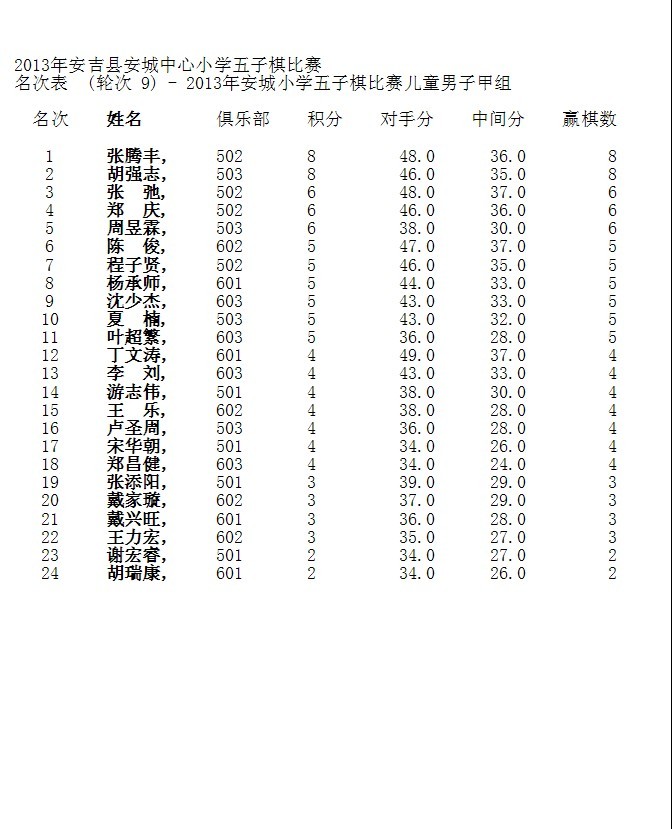 2013年安吉县安城中心小学五子棋比赛
名次表 (轮次 9) - 2013年安城小学五子棋比赛儿童男子甲组
名次 姓名 俱乐部 积分 对手分 中间分 赢棋数
1 张腾丰, 502 8 48.0 36.0 8
2 胡强志, 503 8 46.0 35.0 8
3 张 弛, 502 6 48.0 37.0 6
4 郑 庆, 502 6 46.0 36.0 6
5 周昱霖, 503 6 38.0 30.0 6
6 陈 俊, 602 5 47.0 37.0 5
7 程子贤, 502 5 46.0 35.0 5
8 杨承师, 601 5 44.0 33.0 5
9 沈少杰, 603 5 43.0 33.0 5
10 夏 楠, 503 5 43.0 32.0 5
11 叶超繁, 603 5 36.0 28.0 5
12 丁文涛, 601 4 49.0 37.0 4
13 李 刘, 603 4 43.0 33.0 4
14 游志伟, 501 4 38.0 30.0 4
15 王 乐, 602 4 38.0 28.0 4
16 卢圣周, 503 4 36.0 28.0 4
17 宋华朝, 501 4 34.0 26.0 4
18 郑昌健, 603 4 34.0 24.0 4
19 张添阳, 501 3 39.0 29.0 3
20 戴家璇, 602 3 37.0 29.0 3
21 戴兴旺, 601 3 36.0 28.0 3
22 王力宏, 602 3 35.0 27.0 3
23 谢宏睿, 501 2 34.0 27.0 2
24 胡瑞康, 601 2 34.0 26.0 2